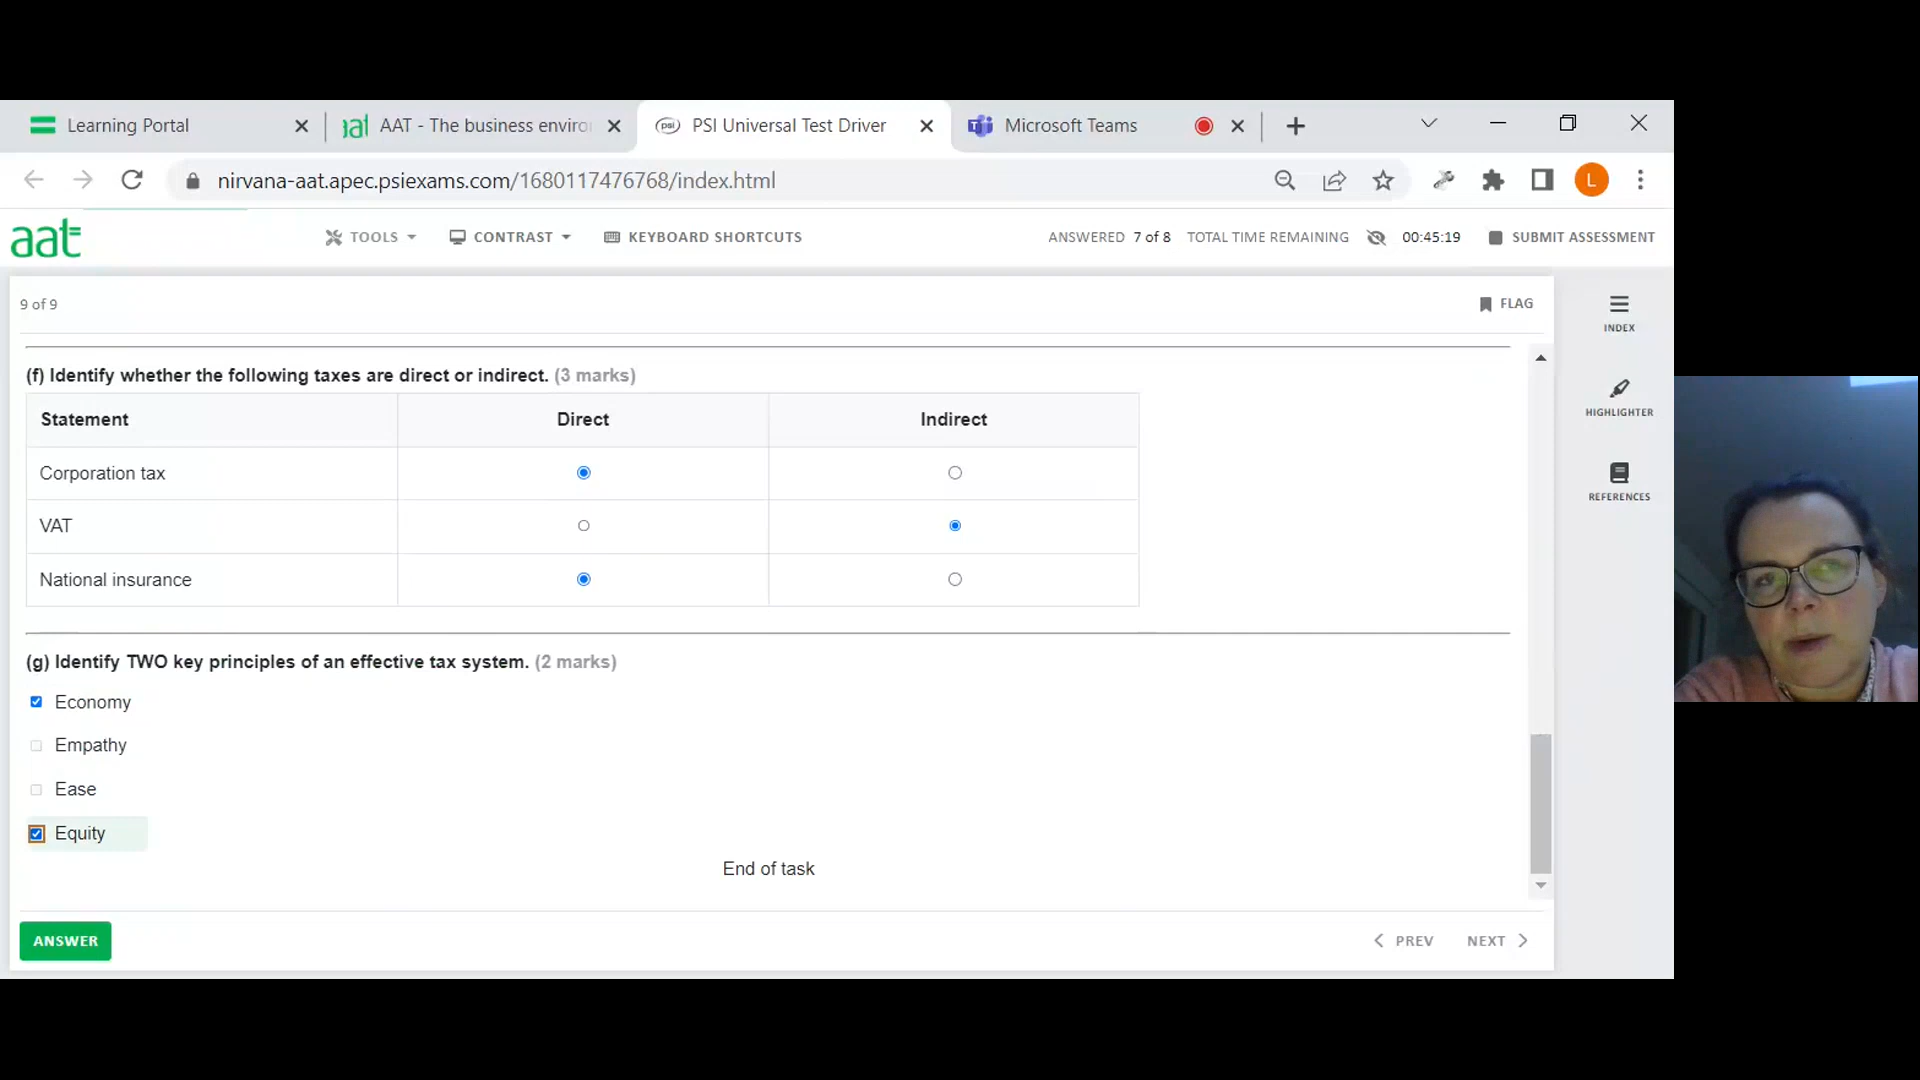 Learning Portal
AAT - The business enviro
psi PSI Universal Test Driver
Microsoft Teams
nirvana-aat.apec.psiexams.com/1680117476768/index.html
L
aat
TOOLS
CONTRAST
KEYBOARD SHORTCUTS
ANSWERED 7 of 8
TOTAL TIME REMAINING
00:45:19
SUBMIT ASSESSMENT
9 of 9
FLAG
INDEX
HIGHLIGHTER
REFERENCES
(f) Identify whether the following taxes are direct or indirect. (3 marks)
Statement Direct Indirect
Corporation tax
VAT
National insurance
(g) Identify TWO key principles of an effective tax system. (2 marks)
Economy
Empathy
Ease
Equity
End of task
ANSWER
PREV
NEXT